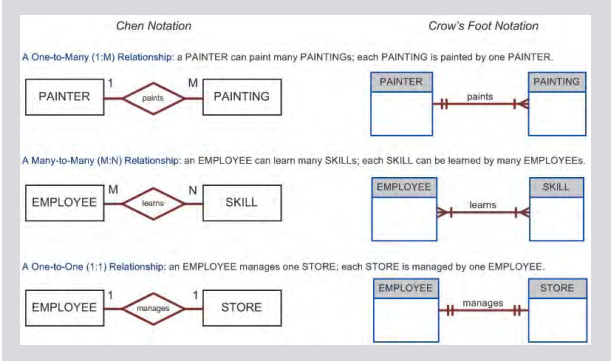 Chen Notation
Crow's Foot Notation
A One-to-Many (1:M) Relationship: a PAINTER can paint many PAINTINGs; each PAINTING is painted by one PAINTER.
PAINTER
1
paints
M
PAINTING
PAINTER
paints
PAINTING
A Many-to-Many (M:N) Relationship: an EMPLOYEE can learn many SKILLs; each SKILL can be learned by many EMPLOYEEs.
EMPLOYEE
M
learns
N
SKILL
EMPLOYEE
learns
SKILL
A One-to-One (1:1) Relationship: an EMPLOYEE manages one STORE; each STORE is managed by one EMPLOYEE.
EMPLOYEE
1
manages
1
STORE
EMPLOYEE
manages
STORE